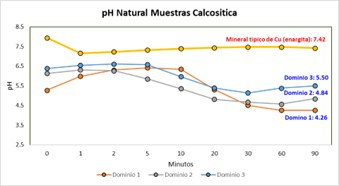 pH Natural Muestras Calcositica
8.5
7.5
6.5
5.5
4.5
3.5
2.5
pH
Mineral típico de Cu (enargita): 7.42
Dominio 3: 5.50
Dominio 2: 4.84
Domino 1: 4.26
0 1 2 5 10 20 30 60 90
Minutos
Dominio 1 Dominio 2 Dominio 3